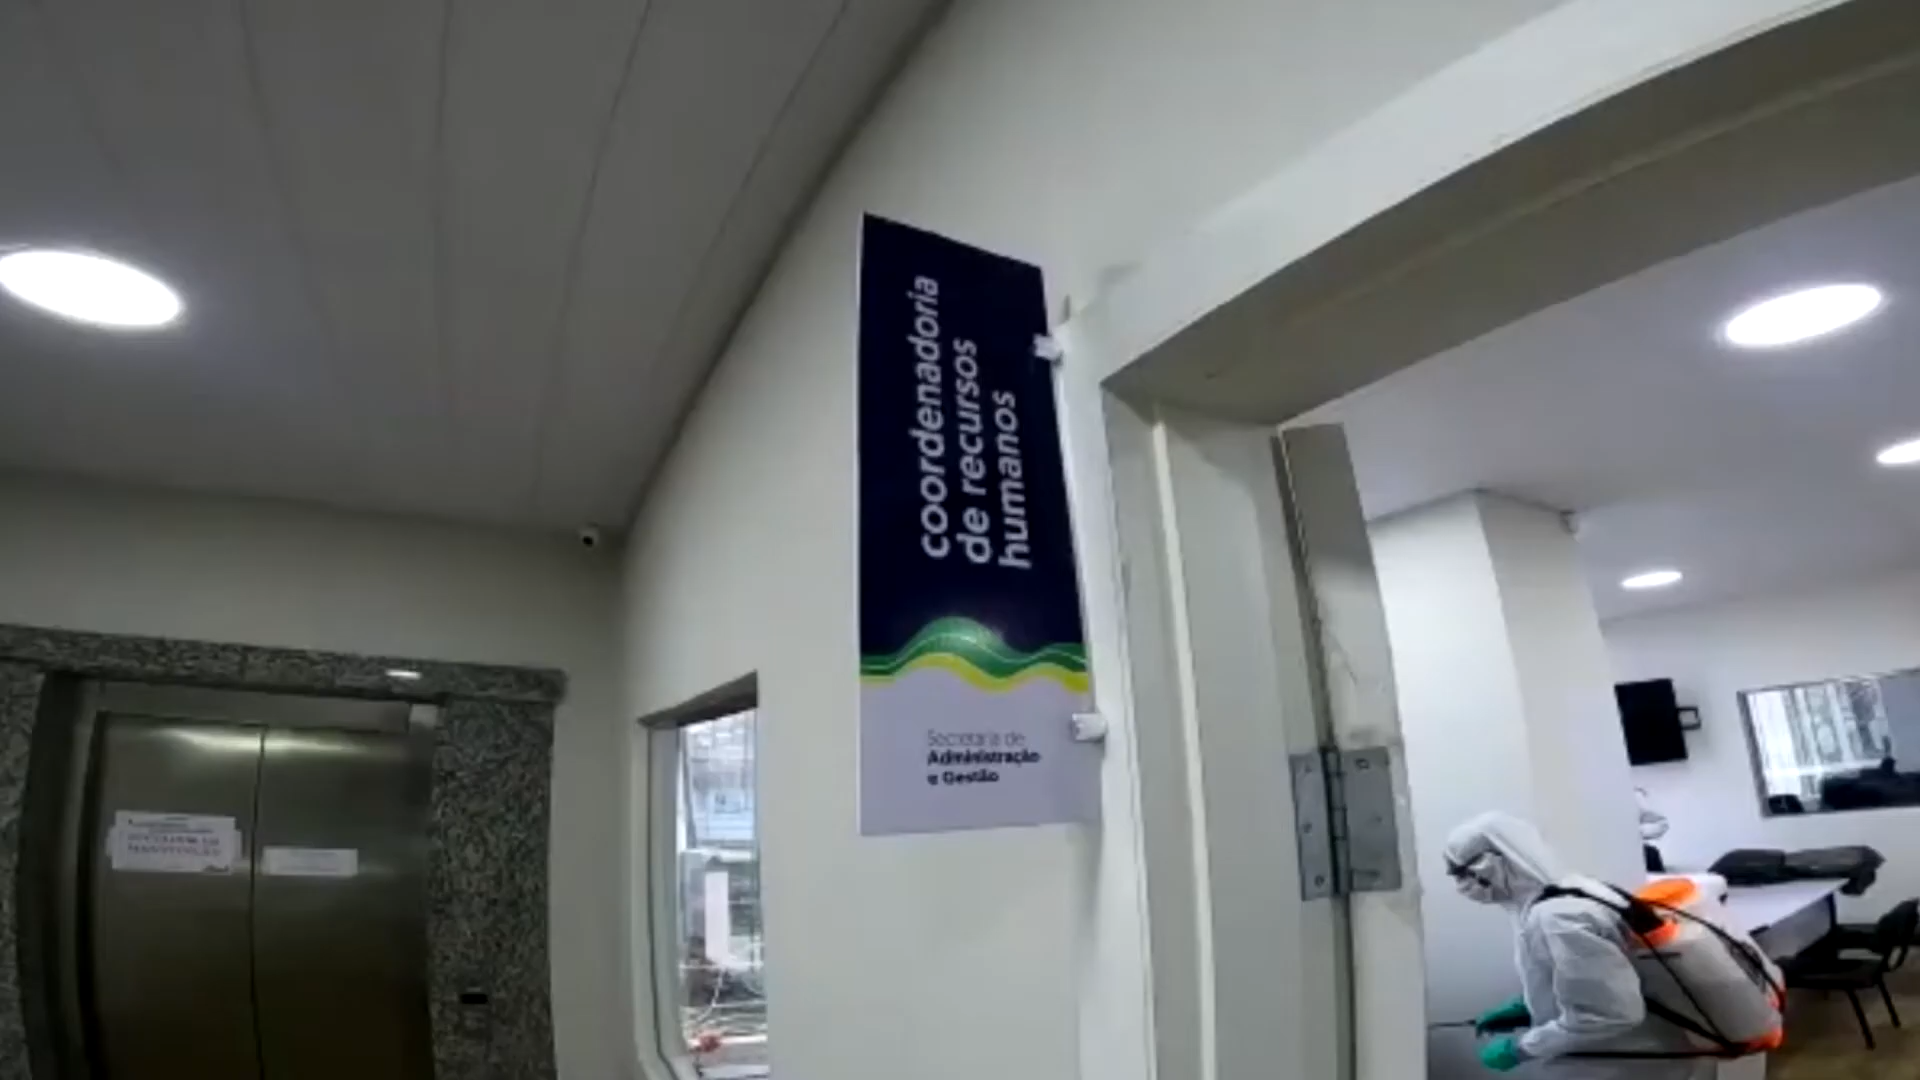 coordenadoria
de recursos
humanos
Secretaria de
Administração
e Gestão